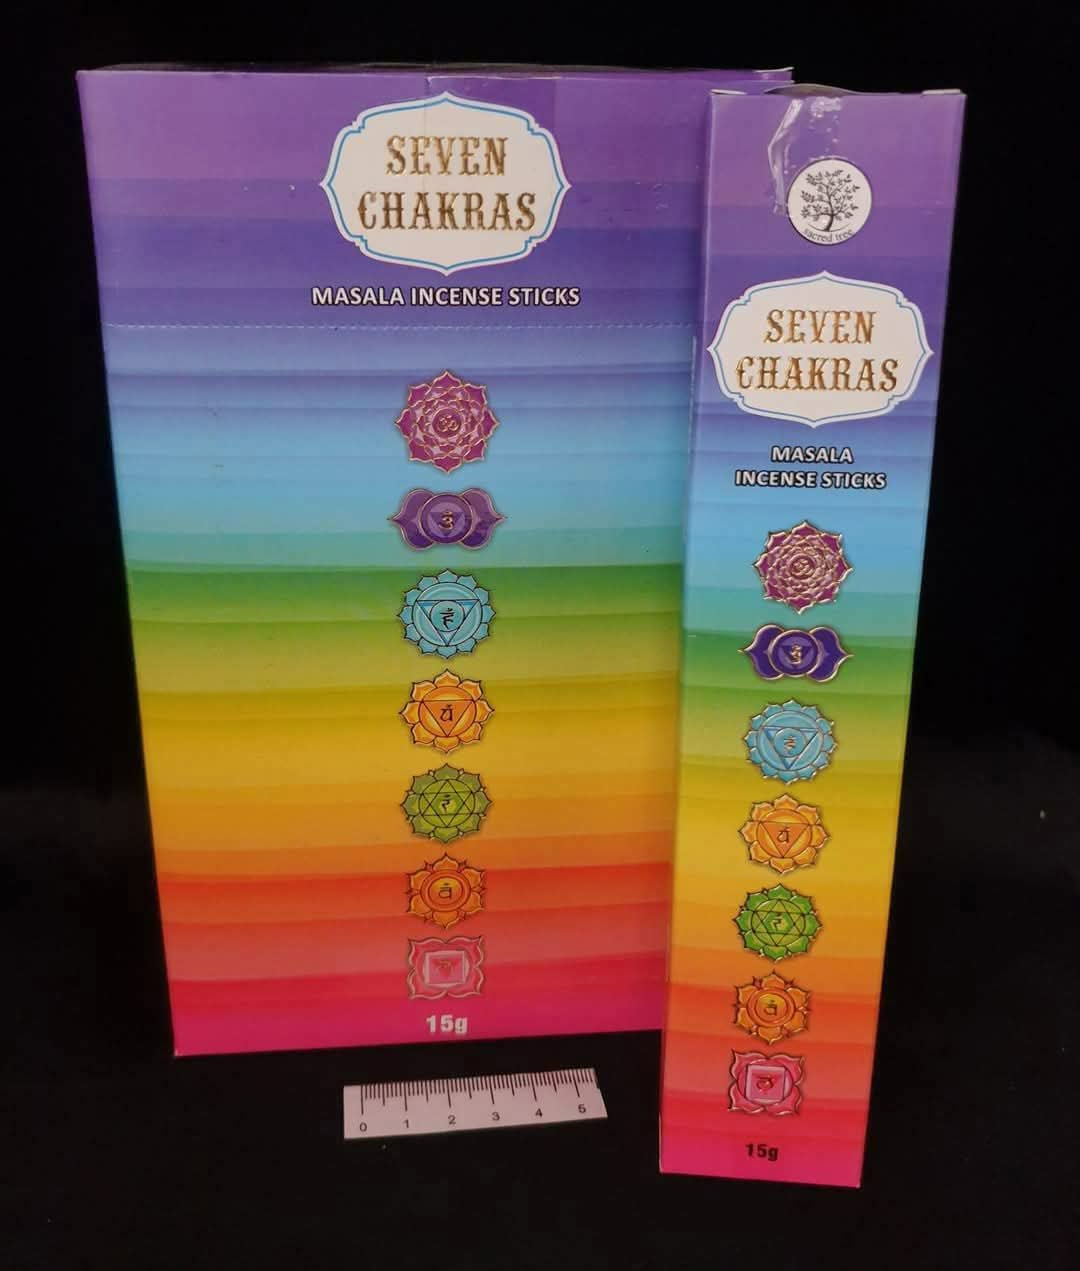 SEVEN
CHAKRAS
MASALA INCENSE STICKS
ॐ
15g
sacred tree
SEVEN
CHAKRAS
MASALA
INCENSE STICKS
ॐ
15g
0 1 2 3 4 5